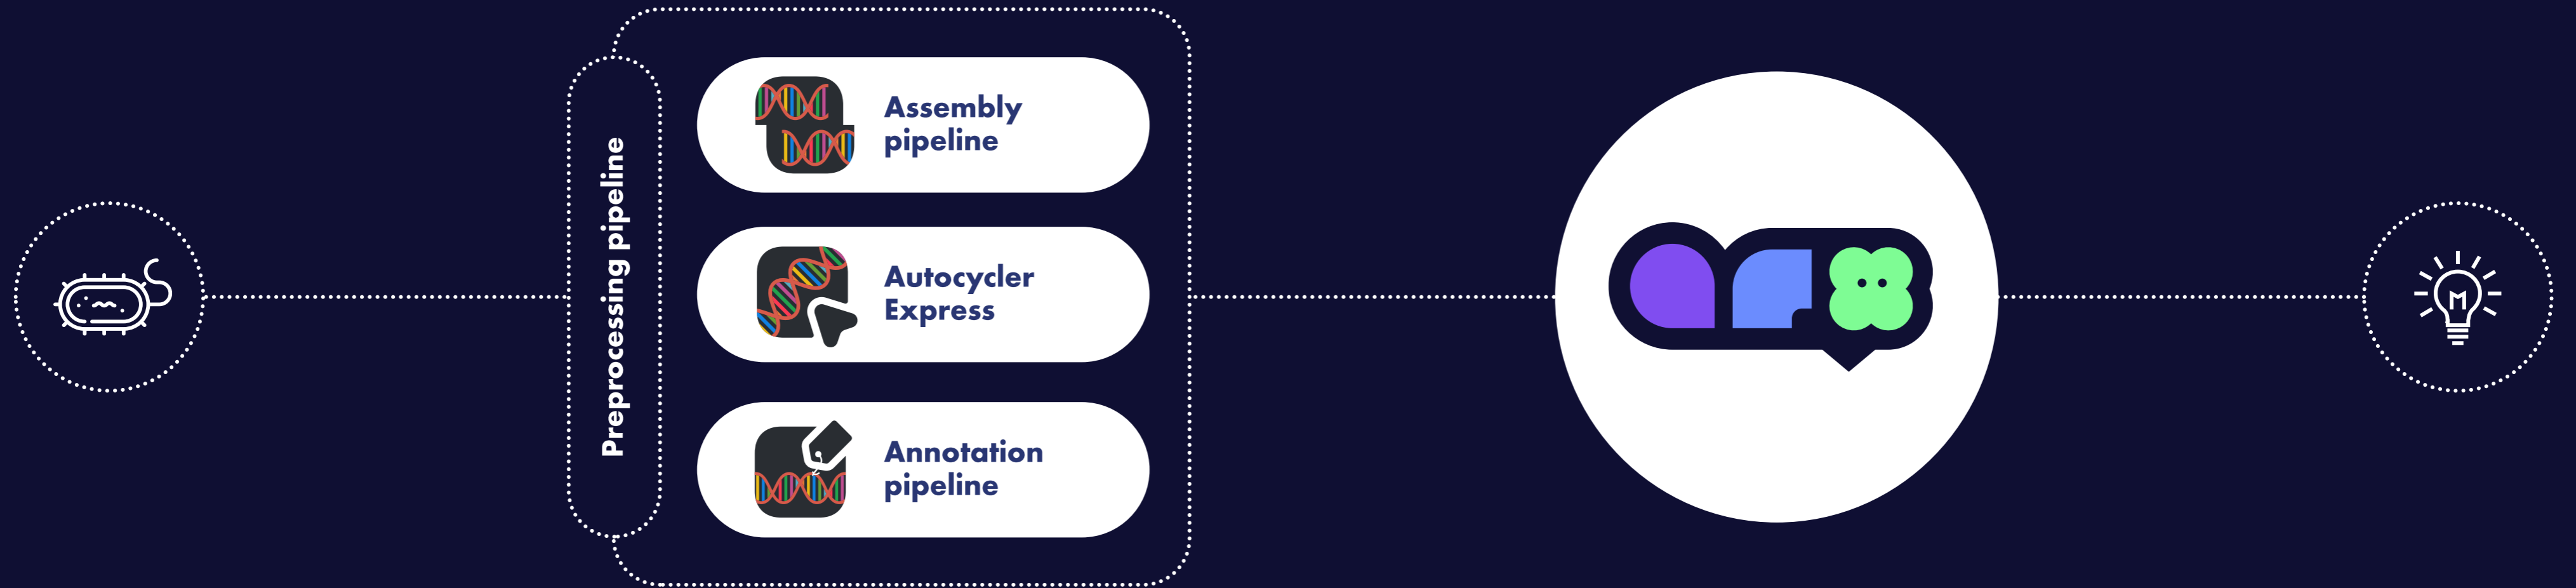 Preprocessing pipeline
Assembly
pipeline
Autocycler
Express
Annotation
pipeline